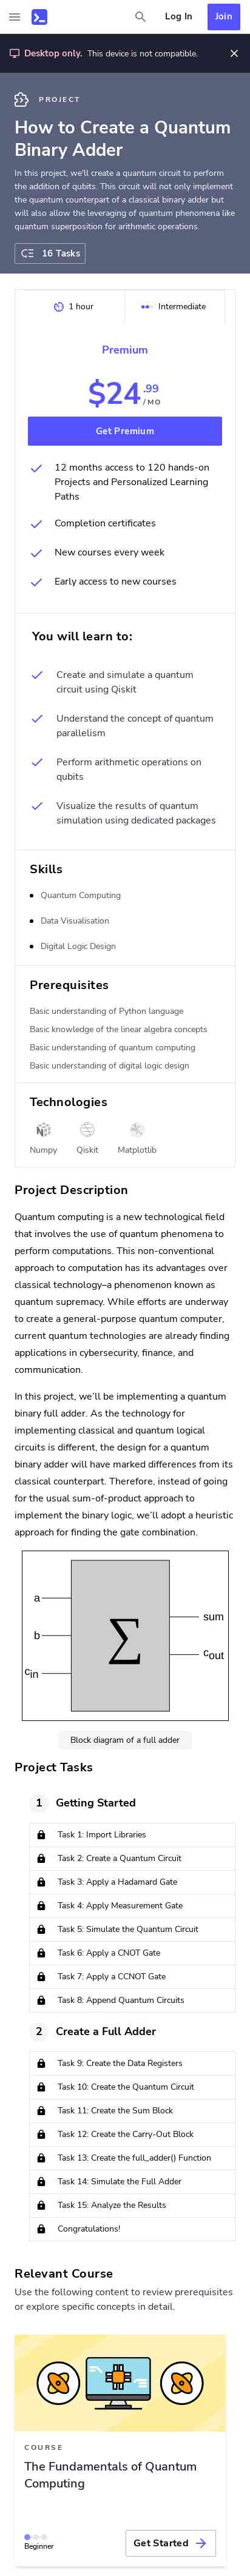 Log In
Join
Desktop only. This device is not compatible.
PROJECT
How to Create a Quantum
Binary Adder
In this project, we'll create a quantum circuit to perform
the addition of qubits. This circuit will not only implement
the quantum counterpart of a classical binary adder but
will also allow the leveraging of quantum phenomena like
quantum superposition for arithmetic operations.
16 Tasks
1 hour
Intermediate
Premium
$24
.99
/ MO
Get Premium
12 months access to 120 hands-on
Projects and Personalized Learning
Paths
Completion certificates
New courses every week
Early access to new courses
You will learn to:
Create and simulate a quantum
circuit using Qiskit
Understand the concept of quantum
parallelism
Perform arithmetic operations on
qubits
Visualize the results of quantum
simulation using dedicated packages
Skills
Quantum Computing
Data Visualisation
Digital Logic Design
Prerequisites
Basic understanding of Python language
Basic knowledge of the linear algebra concepts
Basic understanding of quantum computing
Basic understanding of digital logic design
Technologies
Numpy
Qiskit
Matplotlib
Project Description
Quantum computing is a new technological field
that involves the use of quantum phenomena to
perform computations. This non-conventional
approach to computation has its advantages over
classical technology–a phenomenon known as
quantum supremacy. While efforts are underway
to create a general-purpose quantum computer,
current quantum technologies are already finding
applications in cybersecurity, finance, and
communication.
In this project, we’ll be implementing a quantum
binary full adder. As the technology for
implementing classical and quantum logical
circuits is different, the design for a quantum
binary adder will have marked differences from its
classical counterpart. Therefore, instead of going
for the usual sum-of-product approach to
implement the binary logic, we’ll adopt a heuristic
approach for finding the gate combination.
a
b
cin
∑
sum
cout
Block diagram of a full adder
Project Tasks
1 Getting Started
Task 1: Import Libraries
Task 2: Create a Quantum Circuit
Task 3: Apply a Hadamard Gate
Task 4: Apply Measurement Gate
Task 5: Simulate the Quantum Circuit
Task 6: Apply a CNOT Gate
Task 7: Apply a CCNOT Gate
Task 8: Append Quantum Circuits
2 Create a Full Adder
Task 9: Create the Data Registers
Task 10: Create the Quantum Circuit
Task 11: Create the Sum Block
Task 12: Create the Carry-Out Block
Task 13: Create the full_adder() Function
Task 14: Simulate the Full Adder
Task 15: Analyze the Results
Congratulations!
Relevant Course
Use the following content to review prerequisites
or explore specific concepts in detail.
COURSE
The Fundamentals of Quantum
Computing
Beginner
Get Started